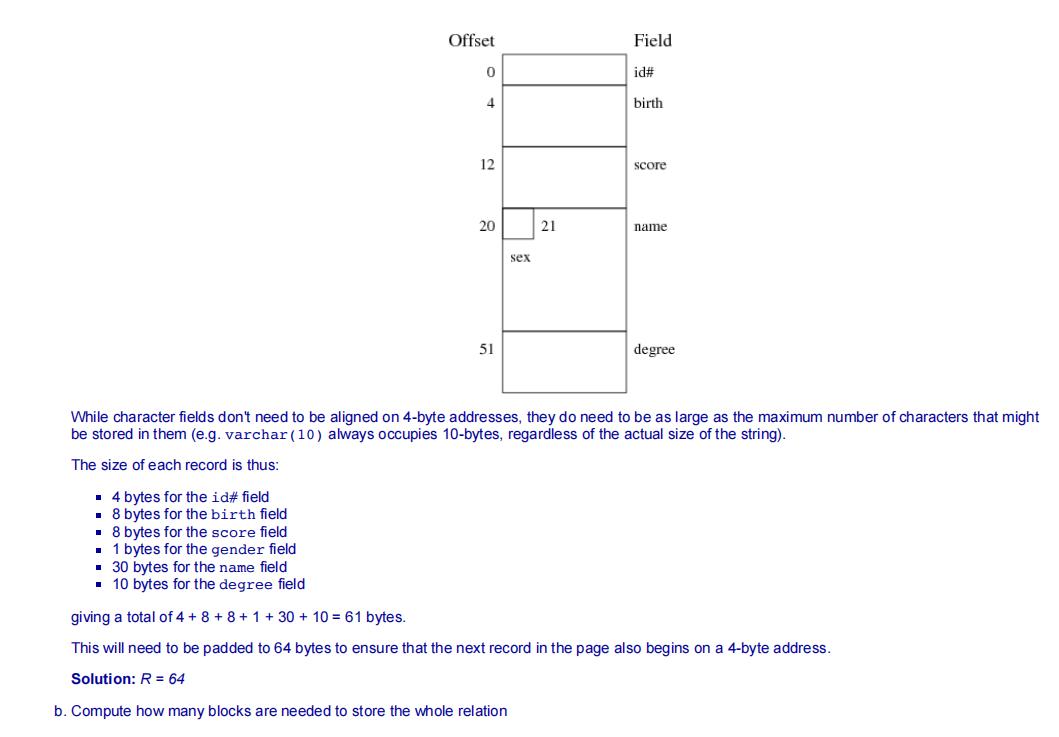 Offset Field
0 id#
4 birth
12 score
20 21 name
sex
51 degree
While character fields don't need to be aligned on 4-byte addresses, they do need to be as large as the maximum number of characters that might
be stored in them (e.g. varchar(10) always occupies 10-bytes, regardless of the actual size of the string).
The size of each record is thus:
▪ 4 bytes for the id# field
▪ 8 bytes for the birth field
▪ 8 bytes for the score field
▪ 1 bytes for the gender field
▪ 30 bytes for the name field
▪ 10 bytes for the degree field
giving a total of 4 + 8 + 8 + 1 + 30 + 10 = 61 bytes.
This will need to be padded to 64 bytes to ensure that the next record in the page also begins on a 4-byte address.
Solution: R = 64
b. Compute how many blocks are needed to store the whole relation